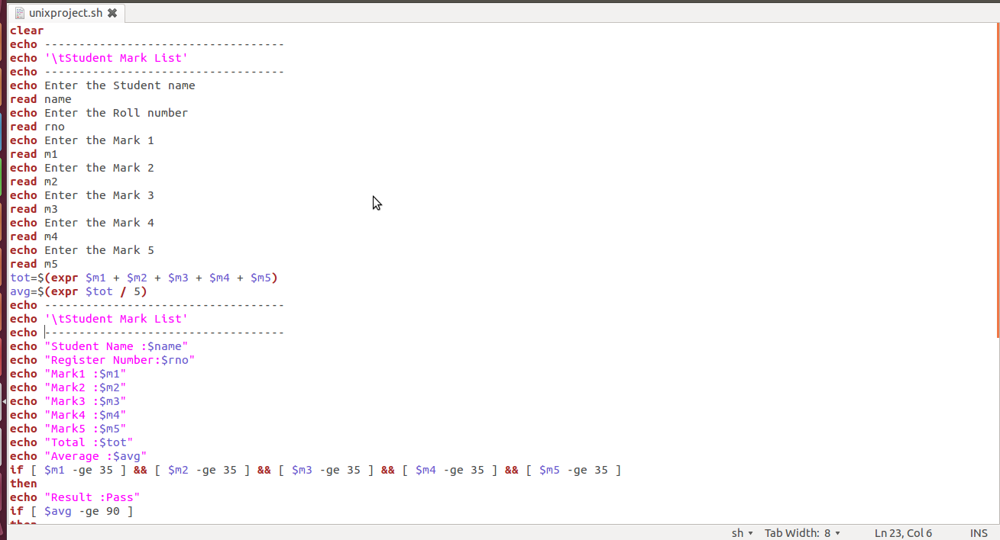 unixproject.sh
clear
echo -----------------------------------
echo '\tStudent Mark List'
echo -----------------------------------
echo Enter the Student name
read name
echo Enter the Roll number
read rno
echo Enter the Mark 1
read m1
echo Enter the Mark 2
read m2
echo Enter the Mark 3
read m3
echo Enter the Mark 4
read m4
echo Enter the Mark 5
read m5
tot=$(expr $m1 + $m2 + $m3 + $m4 + $m5)
avg=$(expr $tot / 5)
echo -----------------------------------
echo '\tStudent Mark List'
echo -----------------------------------
echo "Student Name :$name"
echo "Register Number:$rno"
echo "Mark1 :$m1"
echo "Mark2 :$m2"
echo "Mark3 :$m3"
echo "Mark4 :$m4"
echo "Mark5 :$m5"
echo "Total :$tot"
echo "Average :$avg"
if [ $m1 -ge 35 ] && [ $m2 -ge 35 ] && [ $m3 -ge 35 ] && [ $m4 -ge 35 ] && [ $m5 -ge 35 ]
then
echo "Result :Pass"
if [ $avg -ge 90 ]
then
sh Tab Width: 8 Ln 23, Col 6 INS